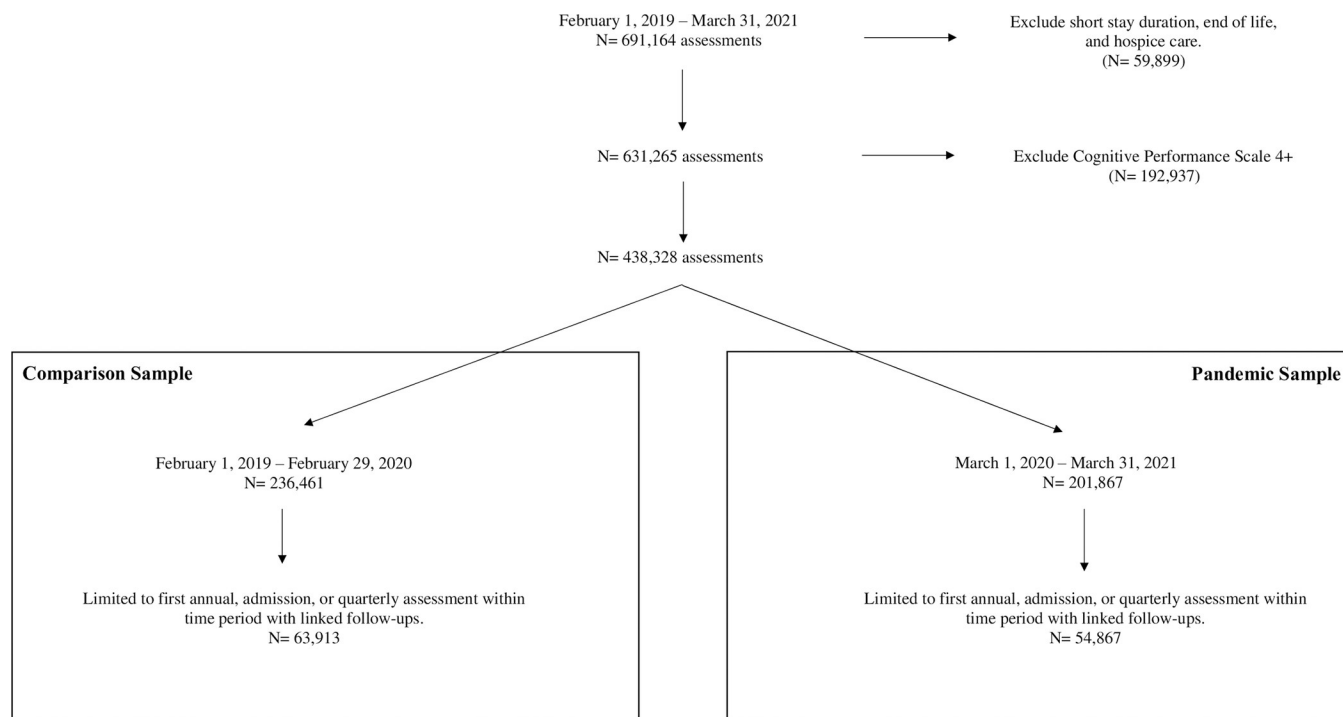 February 1, 2019 – March 31, 2021
N= 691,164 assessments
Exclude short stay duration, end of life,
and hospice care.
(N= 59,899)
N= 631,265 assessments
Exclude Cognitive Performance Scale 4+
(N= 192,937)
N= 438,328 assessments
Comparison Sample
February 1, 2019 – February 29, 2020
N= 236,461
Limited to first annual, admission, or quarterly assessment within
time period with linked follow-ups.
N= 63,913
Pandemic Sample
March 1, 2020 – March 31, 2021
N= 201,867
Limited to first annual, admission, or quarterly assessment within
time period with linked follow-ups.
N= 54,867